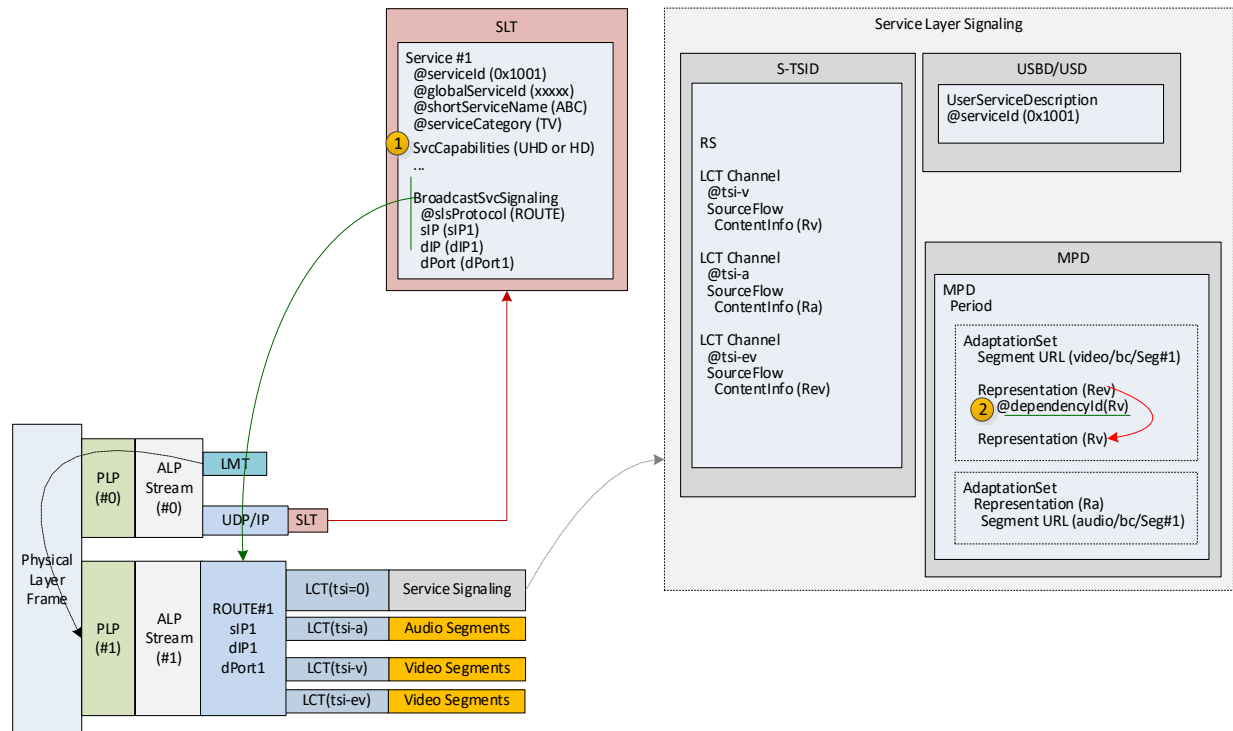 SLT
Service #1
@serviceId (0x1001)
@globalServiceId (xxxxx)
@shortServiceName (ABC)
@serviceCategory (TV)
1
SvcCapabilities (UHD or HD)
...
BroadcastSvcSignaling
@slsProtocol (ROUTE)
sIP (sIP1)
dIP (dIP1)
dPort (dPort1)
Service Layer Signaling
S-TSID
RS
LCT Channel
@tsi-v
SourceFlow
ContentInfo (Rv)
LCT Channel
@tsi-a
SourceFlow
ContentInfo (Ra)
LCT Channel
@tsi-ev
SourceFlow
ContentInfo (Rev)
USBD/USD
UserServiceDescription
@serviceId (0x1001)
MPD
MPD
Period
AdaptationSet
Segment URL (video/bc/Seg#1)
Representation (Rev)
2 @dependencyId(Rv)
Representation (Rv)
AdaptationSet
Representation (Ra)
Segment URL (audio/bc/Seg#1)
Physical
Layer
Frame
PLP
(#0)
ALP
Stream
(#0)
LMT
UDP/IP
SLT
PLP
(#1)
ALP
Stream
(#1)
ROUTE#1
sIP1
dIP1
dPort1
LCT(tsi=0)
Service Signaling
LCT(tsi-a)
Audio Segments
LCT(tsi-v)
Video Segments
LCT(tsi-ev)
Video Segments